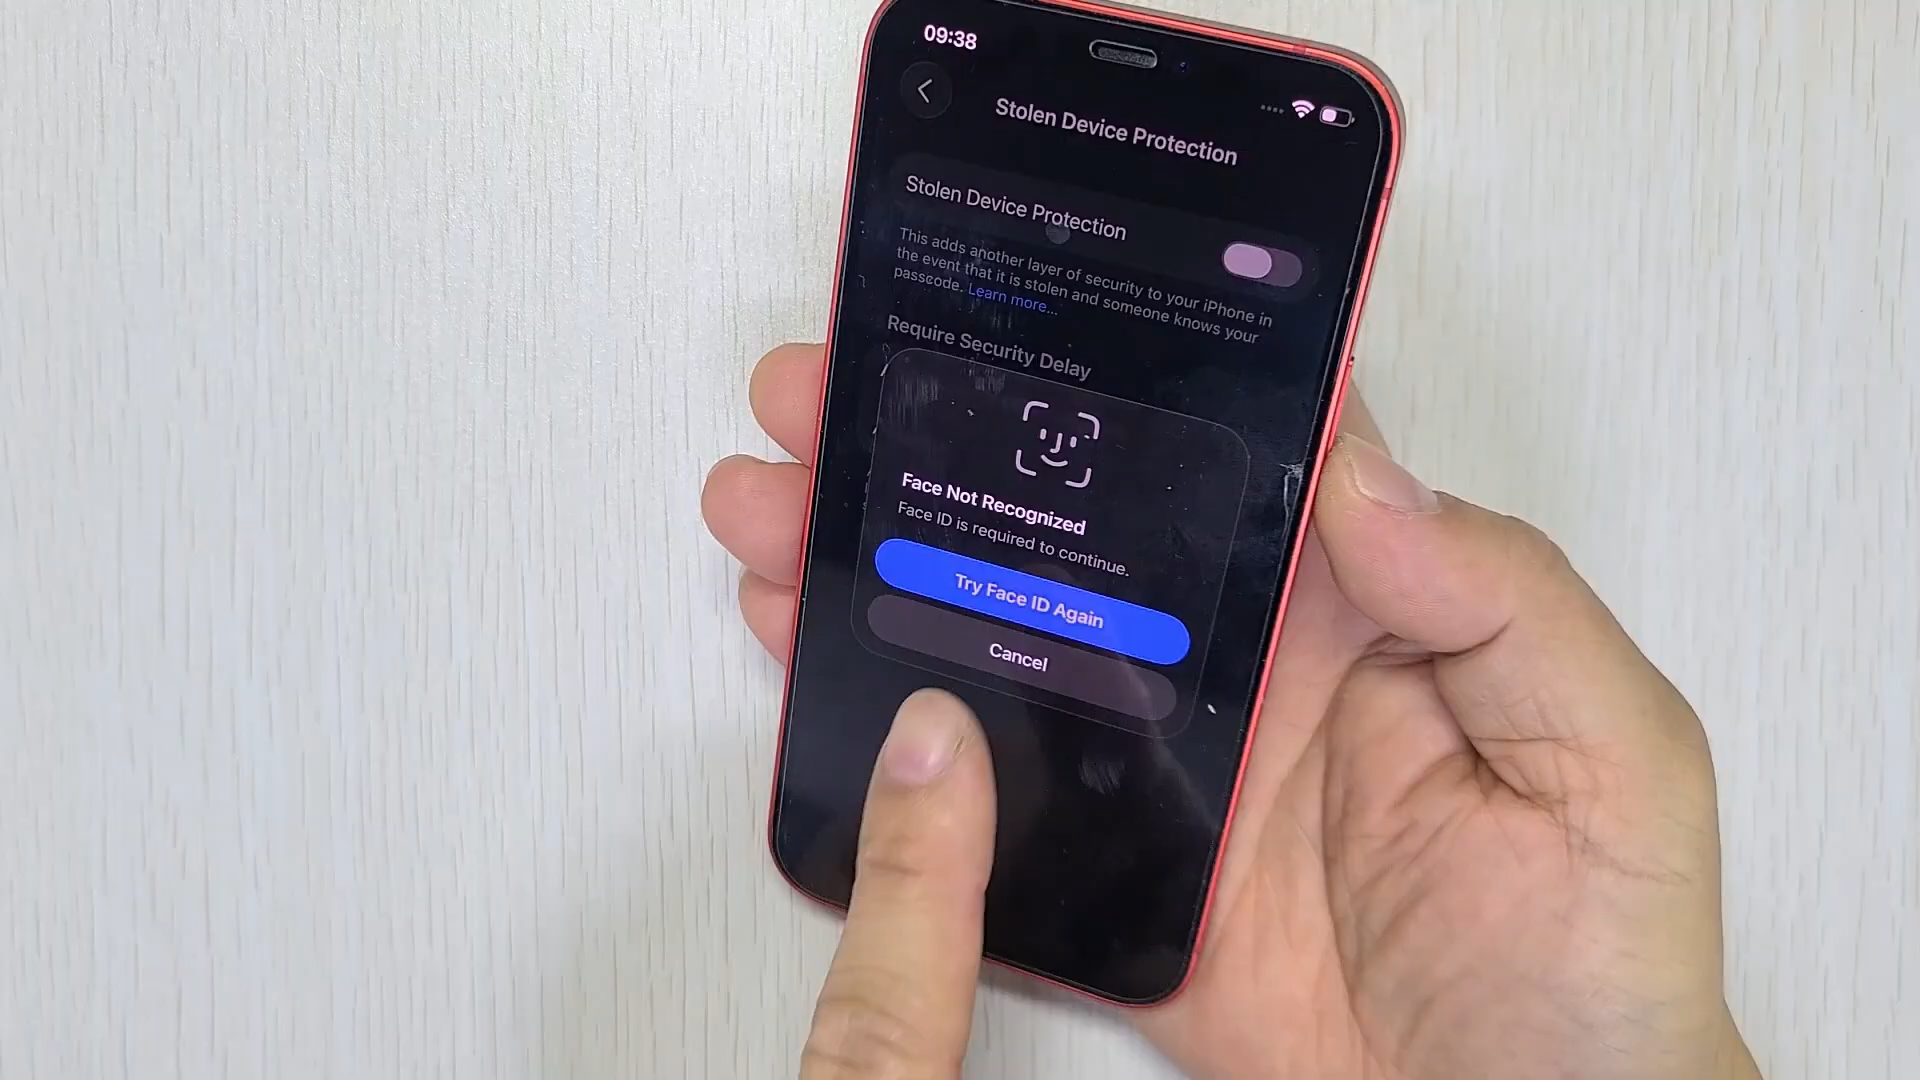 09:38
Stolen Device Protection
Stolen Device Protection
This adds another layer of security to your iPhone in
the event that it is stolen and someone knows your
passcode. Learn more...
Require Security Delay
Face Not Recognized
Face ID is required to continue.
Try Face ID Again
Cancel